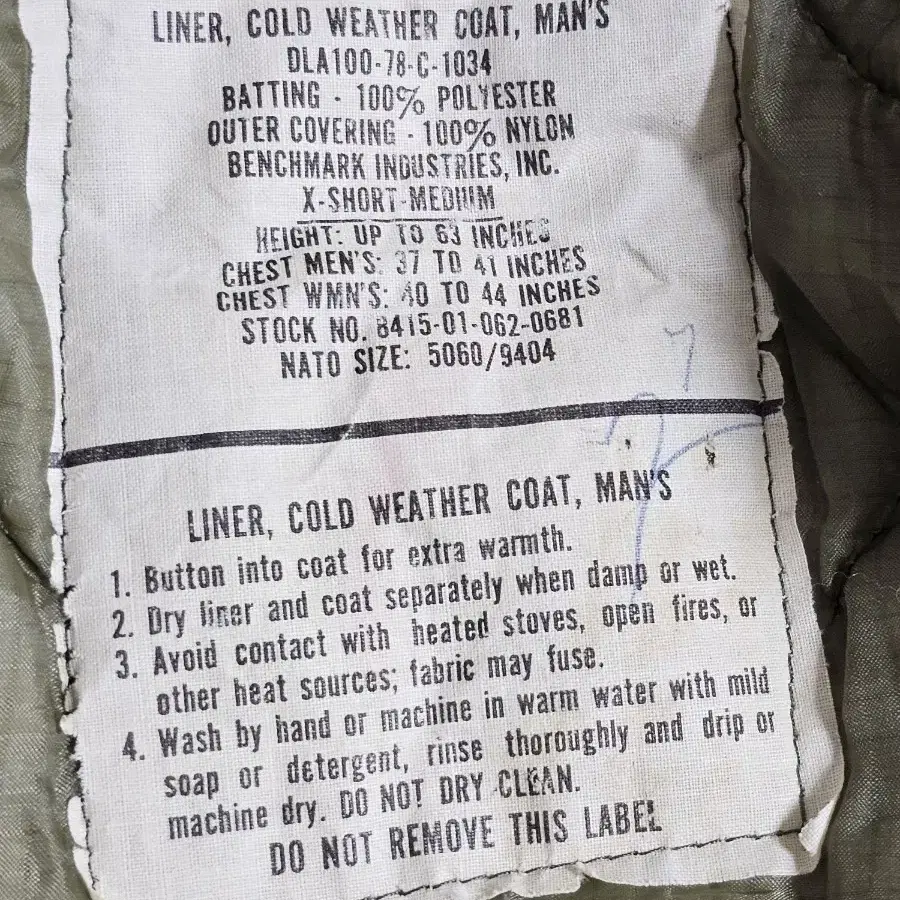 LINER, COLD WEATHER COAT, MAN'S
DLA100-78-C-1034
BATTING - 100% POLYESTER
OUTER COVERING - 100% NYLON
BENCHMARK INDUSTRIES, INC.
X-SHORT-MEDIUM
HEIGHT: UP TO 63 INCHES
CHEST MEN'S: 37 TO 41 INCHES
CHEST WMN'S: 40 TO 44 INCHES
STOCK NO. 8415-01-062-0681
NATO SIZE: 5060/9404
LINER, COLD WEATHER COAT, MAN'S
1. Button into coat for extra warmth.
2. Dry liner and coat separately when damp or wet.
3. Avoid contact with heated stoves, open fires, or
other heat sources; fabric may fuse.
4. Wash by hand or machine in warm water with mild
soap or detergent, rinse thoroughly and drip or
machine dry. DO NOT DRY CLEAN.
DO NOT REMOVE THIS LABEL